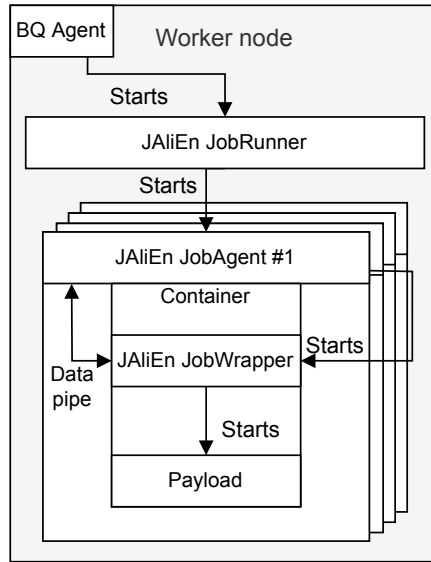 BQ Agent
Worker node
Starts
JAliEn JobRunner
Starts
JAliEn JobAgent #1
Container
Starts
JAliEn JobWrapper
Data
pipe
Starts
Payload